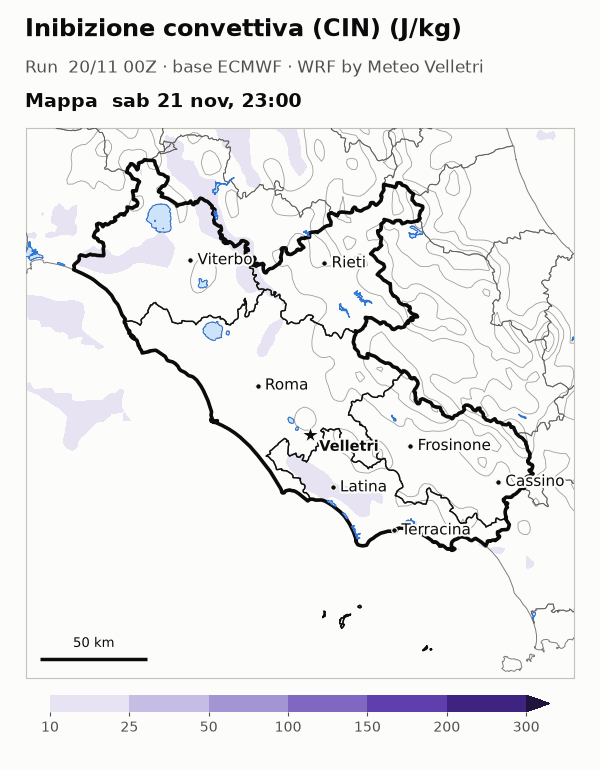 Inibizione convettiva (CIN) (J/kg)
Run  20/11 00Z · base ECMWF · WRF by Meteo Velletri
Mappa  sab 21 nov, 23:00
Viterbo
Rieti
Roma
Velletri
Frosinone
Latina
Cassino
Terracina
50 km
10 25 50 100 150 200 300